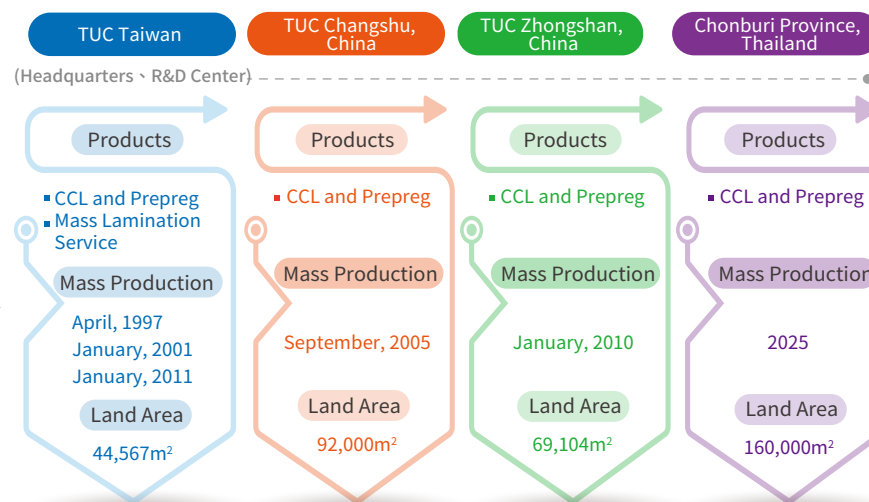 TUC Taiwan
(Headquarters、R&D Center)
Products
▪ CCL and Prepreg
▪ Mass Lamination
Service
Mass Production
April, 1997
January, 2001
January, 2011
Land Area
44,567m²
TUC Changshu,
China
Products
▪ CCL and Prepreg
Mass Production
September, 2005
Land Area
92,000m²
TUC Zhongshan,
China
Products
▪ CCL and Prepreg
Mass Production
January, 2010
Land Area
69,104m²
Chonburi Province,
Thailand
Products
▪ CCL and Prepreg
Mass Production
2025
Land Area
160,000m²